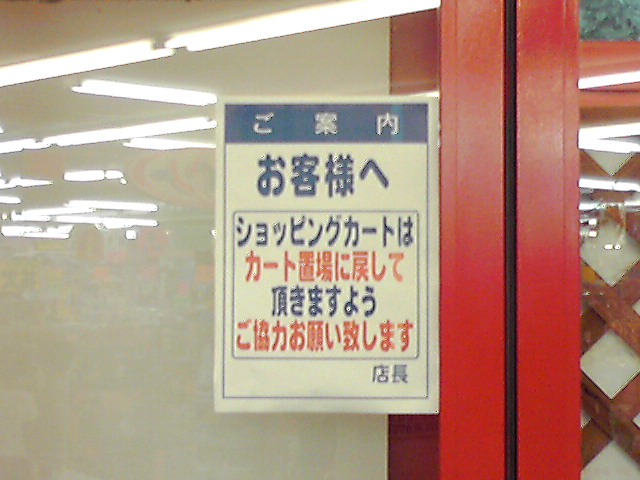 ご案内
お客様へ
ショッピングカートは
カート置場に戻して
頂きますよう
ご協力お願い致します
店長